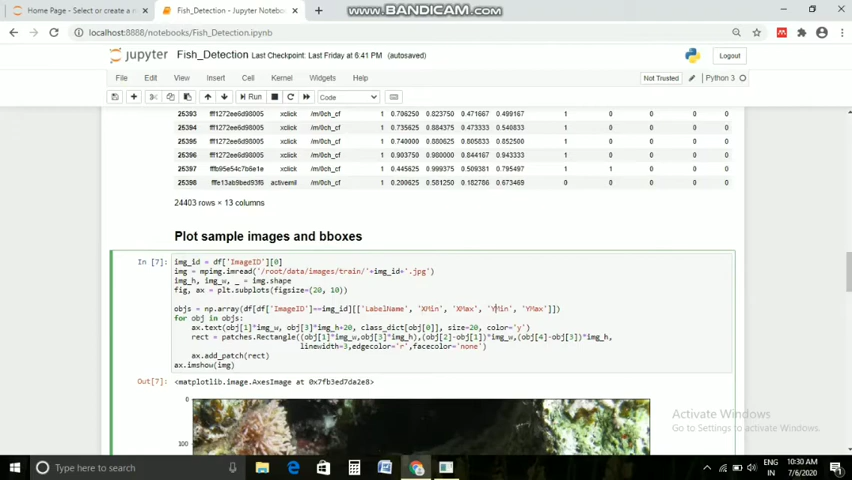 www.BANDICAM.com
Home Page - Select or create a n
Fish_Detection - Jupyter Notebook
localhost:8888/notebooks/Fish_Detection.ipynb
jupyter Fish_Detection Last Checkpoint: Last Friday at 6:41 PM (autosaved)
Logout
File Edit View Insert Cell Kernel Widgets Help
Not Trusted Python 3
Run Code
25393 fff1272ee6d98005 xclick /m/0ch_cf 1 0.706250 0.823750 0.471667 0.499167 1 0 0 0 0
25394 fff1272ee6d98005 xclick /m/0ch_cf 1 0.735625 0.884375 0.473333 0.540833 1 0 0 0 0
25395 fff1272ee6d98005 xclick /m/0ch_cf 1 0.740000 0.880625 0.805833 0.852500 1 0 0 0 0
25396 fff1272ee6d98005 xclick /m/0ch_cf 1 0.903750 0.980000 0.844167 0.943333 1 0 0 0 0
25397 fffb95e54c7b6e1e xclick /m/0ch_cf 1 0.445625 0.999375 0.509381 0.795497 1 1 0 0 0
25398 fffe13ab9bed93f6 activemil /m/0ch_cf 1 0.200625 0.581250 0.182786 0.673469 0 0 0 0 0
24403 rows × 13 columns
Plot sample images and bboxes
In [7]: img_id = df['ImageID'][0]
img = mpimg.imread('/root/data/images/train/'+img_id+'.jpg')
img_h, img_w, _ = img.shape
fig, ax = plt.subplots(figsize=(20, 10))
objs = np.array(df[df['ImageID']==img_id][['LabelName', 'XMin', 'XMax', 'YMin', 'YMax']])
for obj in objs:
ax.text(obj[1]*img_w, obj[3]*img_h+20, class_dict[obj[0]], size=20, color='y')
rect = patches.Rectangle((obj[1]*img_w,obj[3]*img_h),(obj[2]-obj[1])*img_w,(obj[4]-obj[3])*img_h,
linewidth=3,edgecolor='r',facecolor='none')
ax.add_patch(rect)
ax.imshow(img)
Out[7]: <matplotlib.image.AxesImage at 0x7fb3ed7da2e8>
0
100
Activate Windows
Go to Settings to activate Windows.
Type here to search
ENG
IN
10:30 AM
7/6/2020